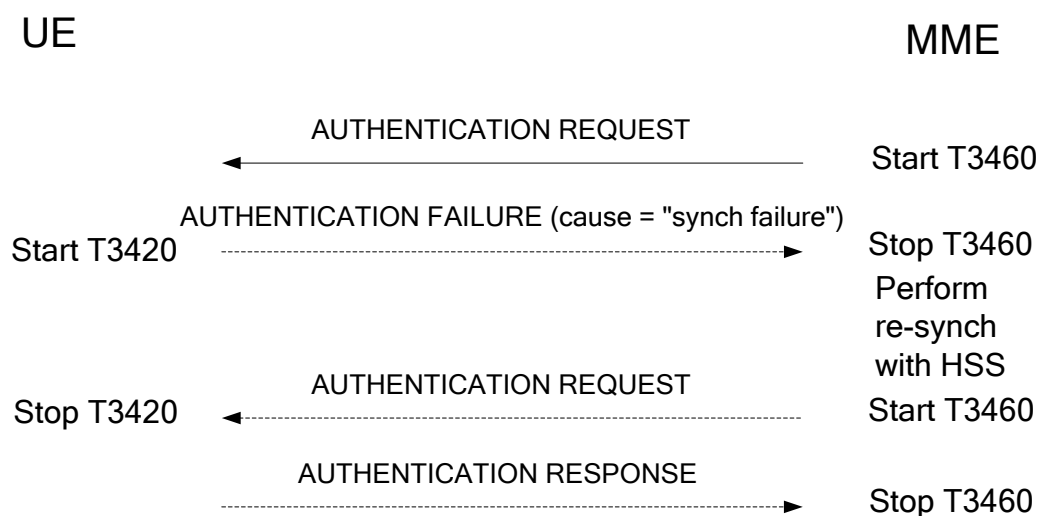 UE
MME
AUTHENTICATION REQUEST
Start T3460
AUTHENTICATION FAILURE (cause = "synch failure")
Start T3420
Stop T3460
Perform
re-synch
with HSS
AUTHENTICATION REQUEST
Stop T3420
Start T3460
AUTHENTICATION RESPONSE
Stop T3460